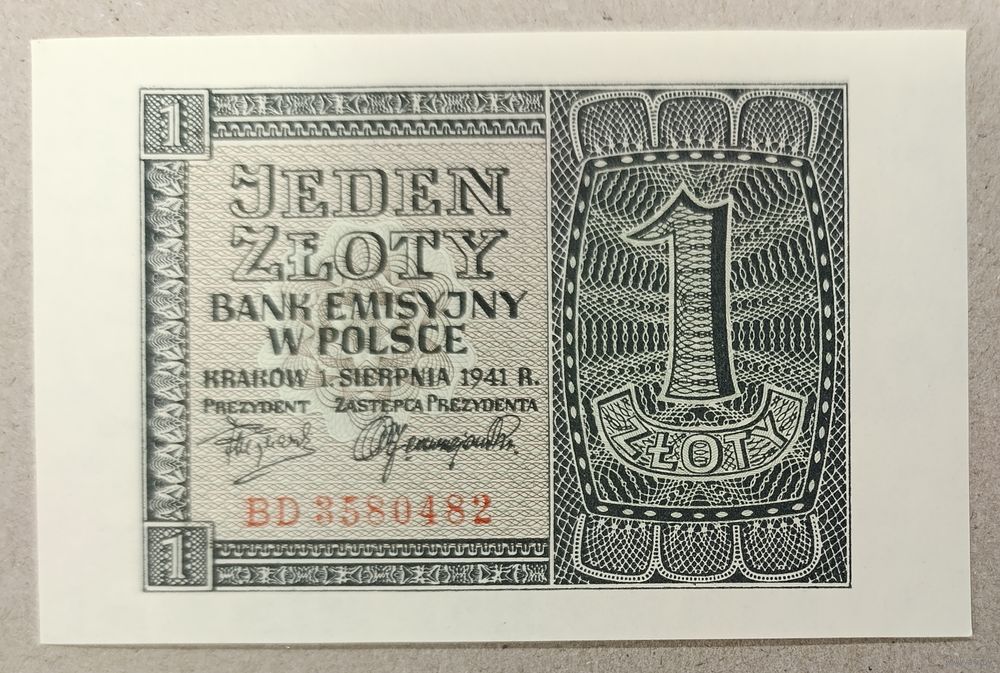 1
JEDEN
ZŁOTY
BANK EMISYJNY
W POLSCE
KRAKÓW 1. SIERPNIA 1941 R.
PREZYDENT ZASTĘPCA PREZYDENTA
BD 3580482
1
1
ZŁOTY